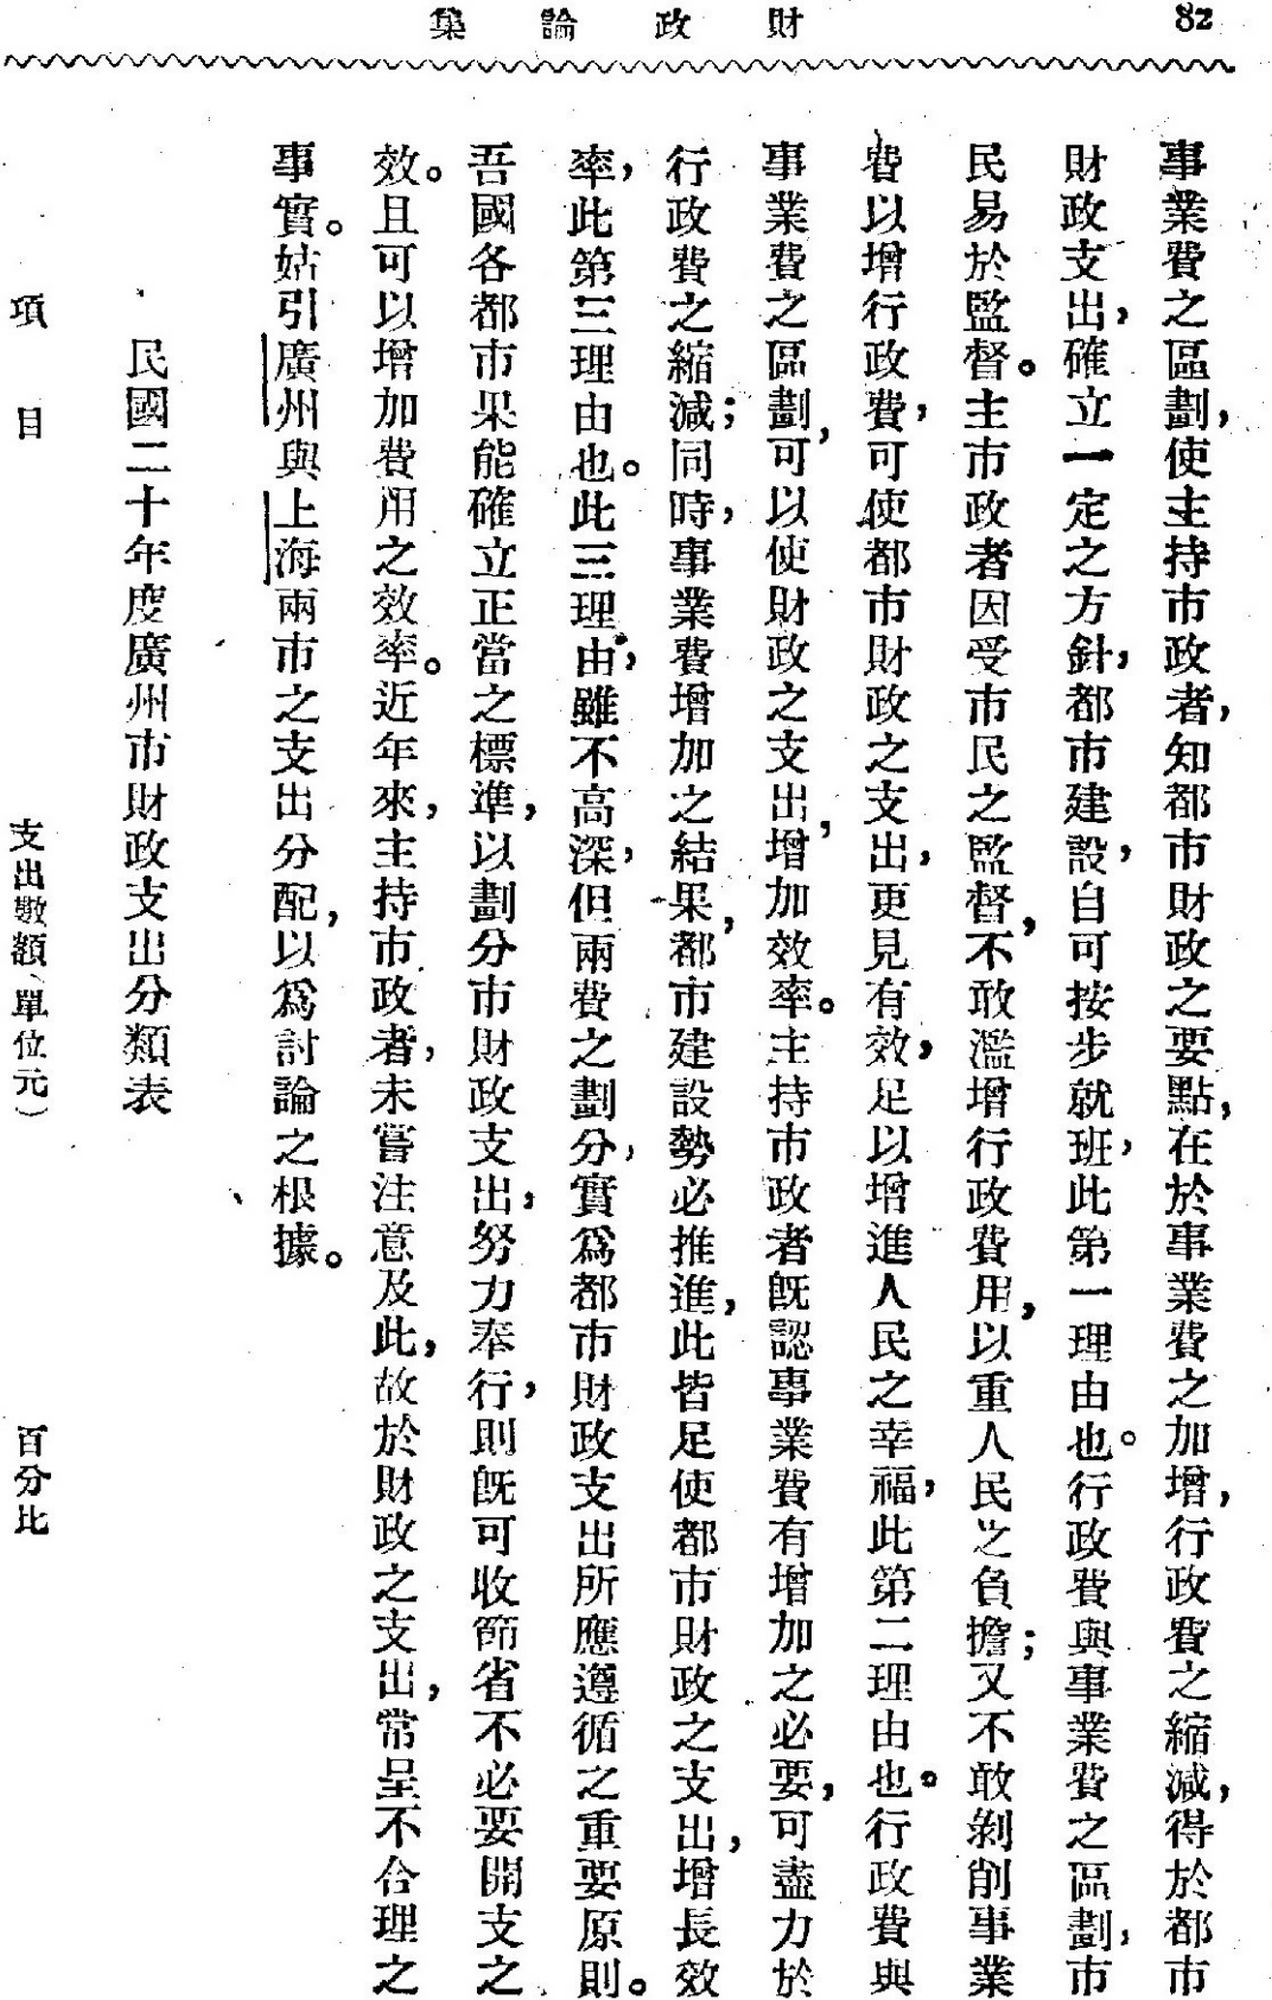 財政論集
82
事業費之區劃，使主持市政者，知都市財政之要點，在於事業費之加增，行政費之縮減，得於都市
財政支出，確立一定之方針，都市建設，自可按步就班，此第一理由也。行政費與事業費之區劃，市
民易於監督。主市政者因受市民之監督，不敢濫增行政費用，以重人民之負擔；又不敢剝削事業
費以增行政費，可使都市財政之支出，更見有效，足以增進人民之幸福，此第二理由也。行政費與
事業費之區劃，可以使財政之支出，增加效率。主持市政者既認事業費有增加之必要，可盡力於
行政費之縮減；同時，事業費增加之結果，都市建設勢必推進，此皆足使都市財政之支出，增長效
率，此第三理由也。此三理由，雖不高深，但兩費之劃分，實爲都市財政支出所應遵循之重要原則。
吾國各都市果能確立正當之標準，以劃分市財政支出，努力奉行，則既可收節省不必要開支之
效。且可以增加費用之效率。近年來，主持市政者，未嘗注意及此，故於財政之支出，常呈不合理之
事實。姑引廣州與上海兩市之支出分配，以爲討論之根據。
民國二十年度廣州市財政支出分類表
項目 支出數額（單位元） 百分比